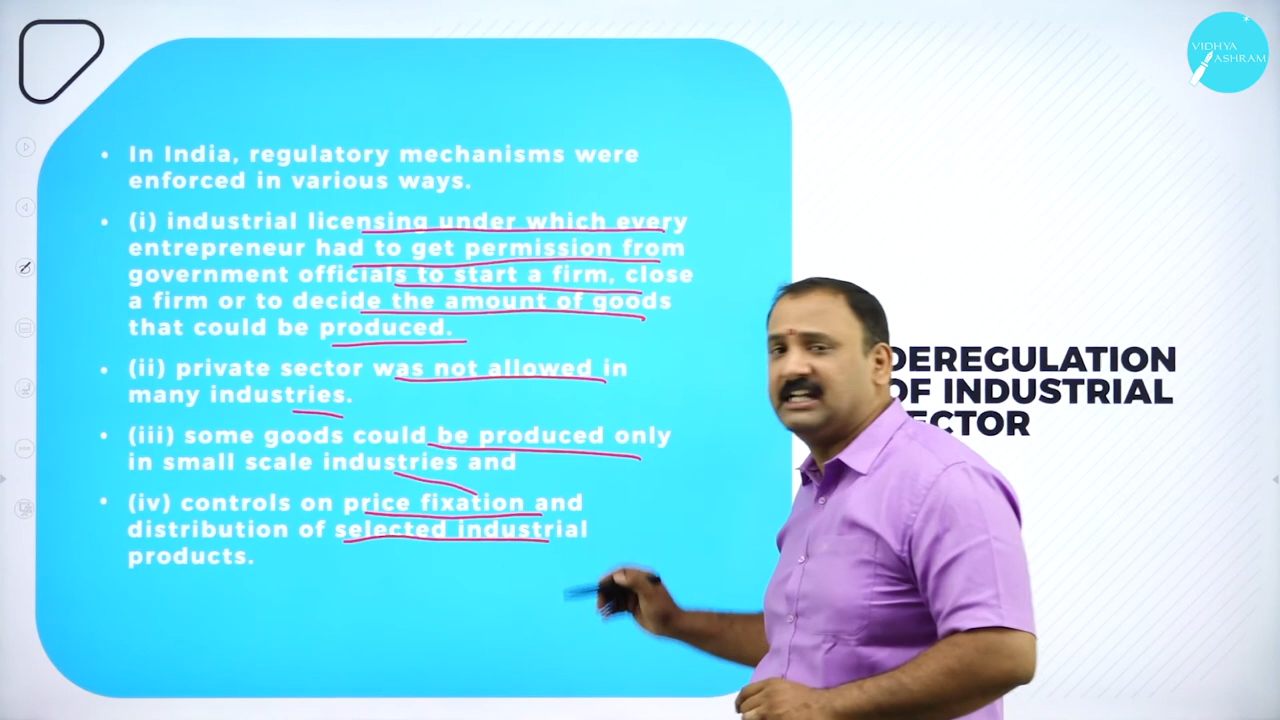 VIDHYA
ASHRAM
• In India, regulatory mechanisms were
enforced in various ways.
• (i) industrial licensing under which every
entrepreneur had to get permission from
government officials to start a firm, close
a firm or to decide the amount of goods
that could be produced.
• (ii) private sector was not allowed in
many industries.
• (iii) some goods could be produced only
in small scale industries and
• (iv) controls on price fixation and
distribution of selected industrial
products.
DEREGULATION
OF INDUSTRIAL
SECTOR